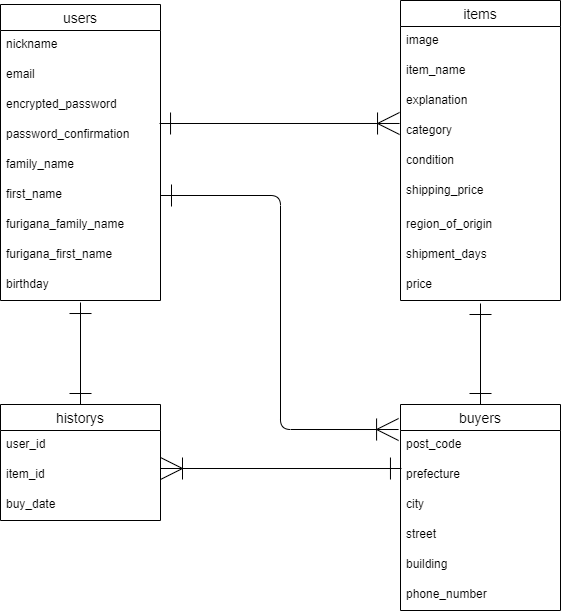 users
nickname
email
encrypted_password
password_confirmation
family_name
first_name
furigana_family_name
furigana_first_name
birthday
items
image
item_name
explanation
category
condition
shipping_price
region_of_origin
shipment_days
price
historys
user_id
item_id
buy_date
buyers
post_code
prefecture
city
street
building
phone_number